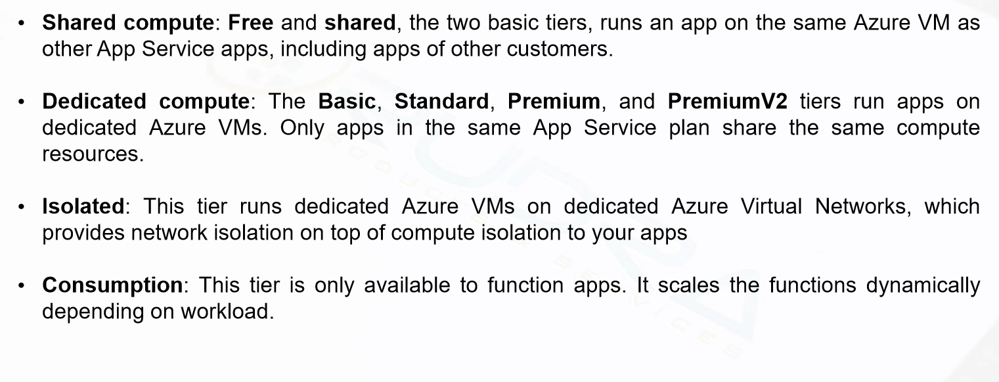 • Shared compute: Free and shared, the two basic tiers, runs an app on the same Azure VM as
other App Service apps, including apps of other customers.
• Dedicated compute: The Basic, Standard, Premium, and PremiumV2 tiers run apps on
dedicated Azure VMs. Only apps in the same App Service plan share the same compute
resources.
• Isolated: This tier runs dedicated Azure VMs on dedicated Azure Virtual Networks, which
provides network isolation on top of compute isolation to your apps
• Consumption: This tier is only available to function apps. It scales the functions dynamically
depending on workload.